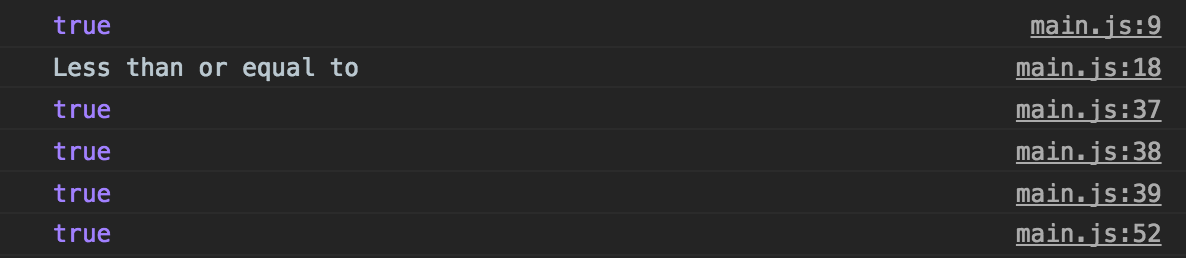 true main.js:9
Less than or equal to main.js:18
true main.js:37
true main.js:38
true main.js:39
true main.js:52